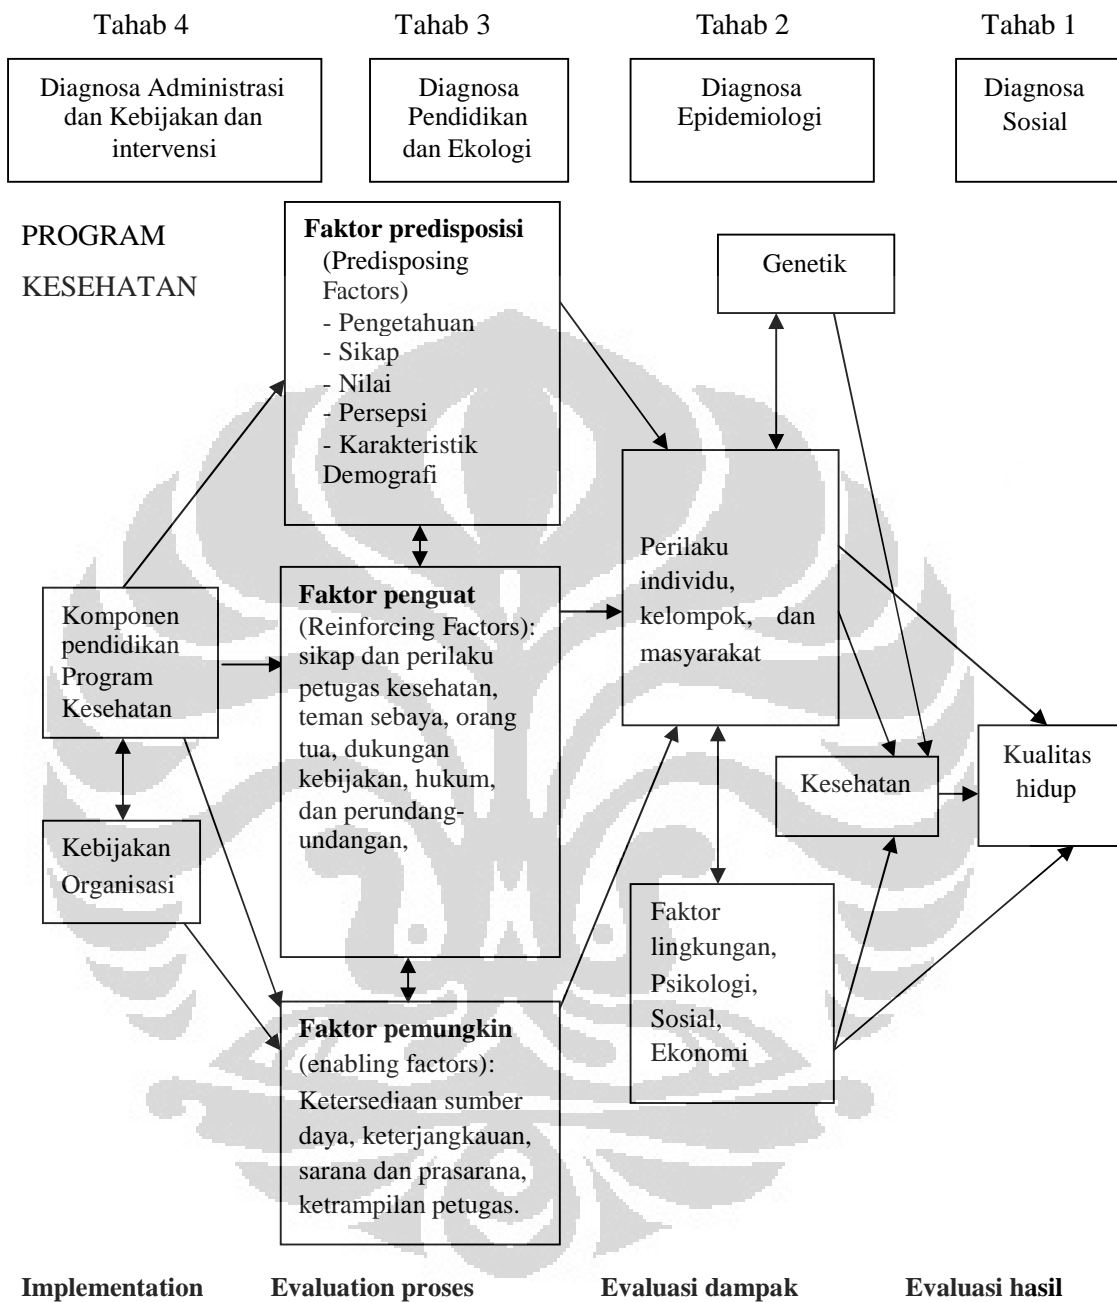 Tahab 4
Tahab 3
Tahab 2
Tahab 1
Diagnosa Administrasi
dan Kebijakan dan
intervensi
Diagnosa
Pendidikan
dan Ekologi
Diagnosa
Epidemiologi
Diagnosa
Sosial
PROGRAM
KESEHATAN
Faktor predisposisi
(Predisposing
Factors)
- Pengetahuan
- Sikap
- Nilai
- Persepsi
- Karakteristik
Demografi
Genetik
Komponen
pendidikan
Program
Kesehatan
Faktor penguat
(Reinforcing Factors):
sikap dan perilaku
petugas kesehatan,
teman sebaya, orang
tua, dukungan
kebijakan, hukum,
dan perundang-
undangan,
Perilaku
individu,
kelompok, dan
masyarakat
Kesehatan
Kualitas
hidup
Kebijakan
Organisasi
Faktor
lingkungan,
Psikologi,
Sosial,
Ekonomi
Faktor pemungkin
(enabling factors):
Ketersediaan sumber
daya, keterjangkauan,
sarana dan prasarana,
ketrampilan petugas.
Implementation
Evaluation proses
Evaluasi dampak
Evaluasi hasil